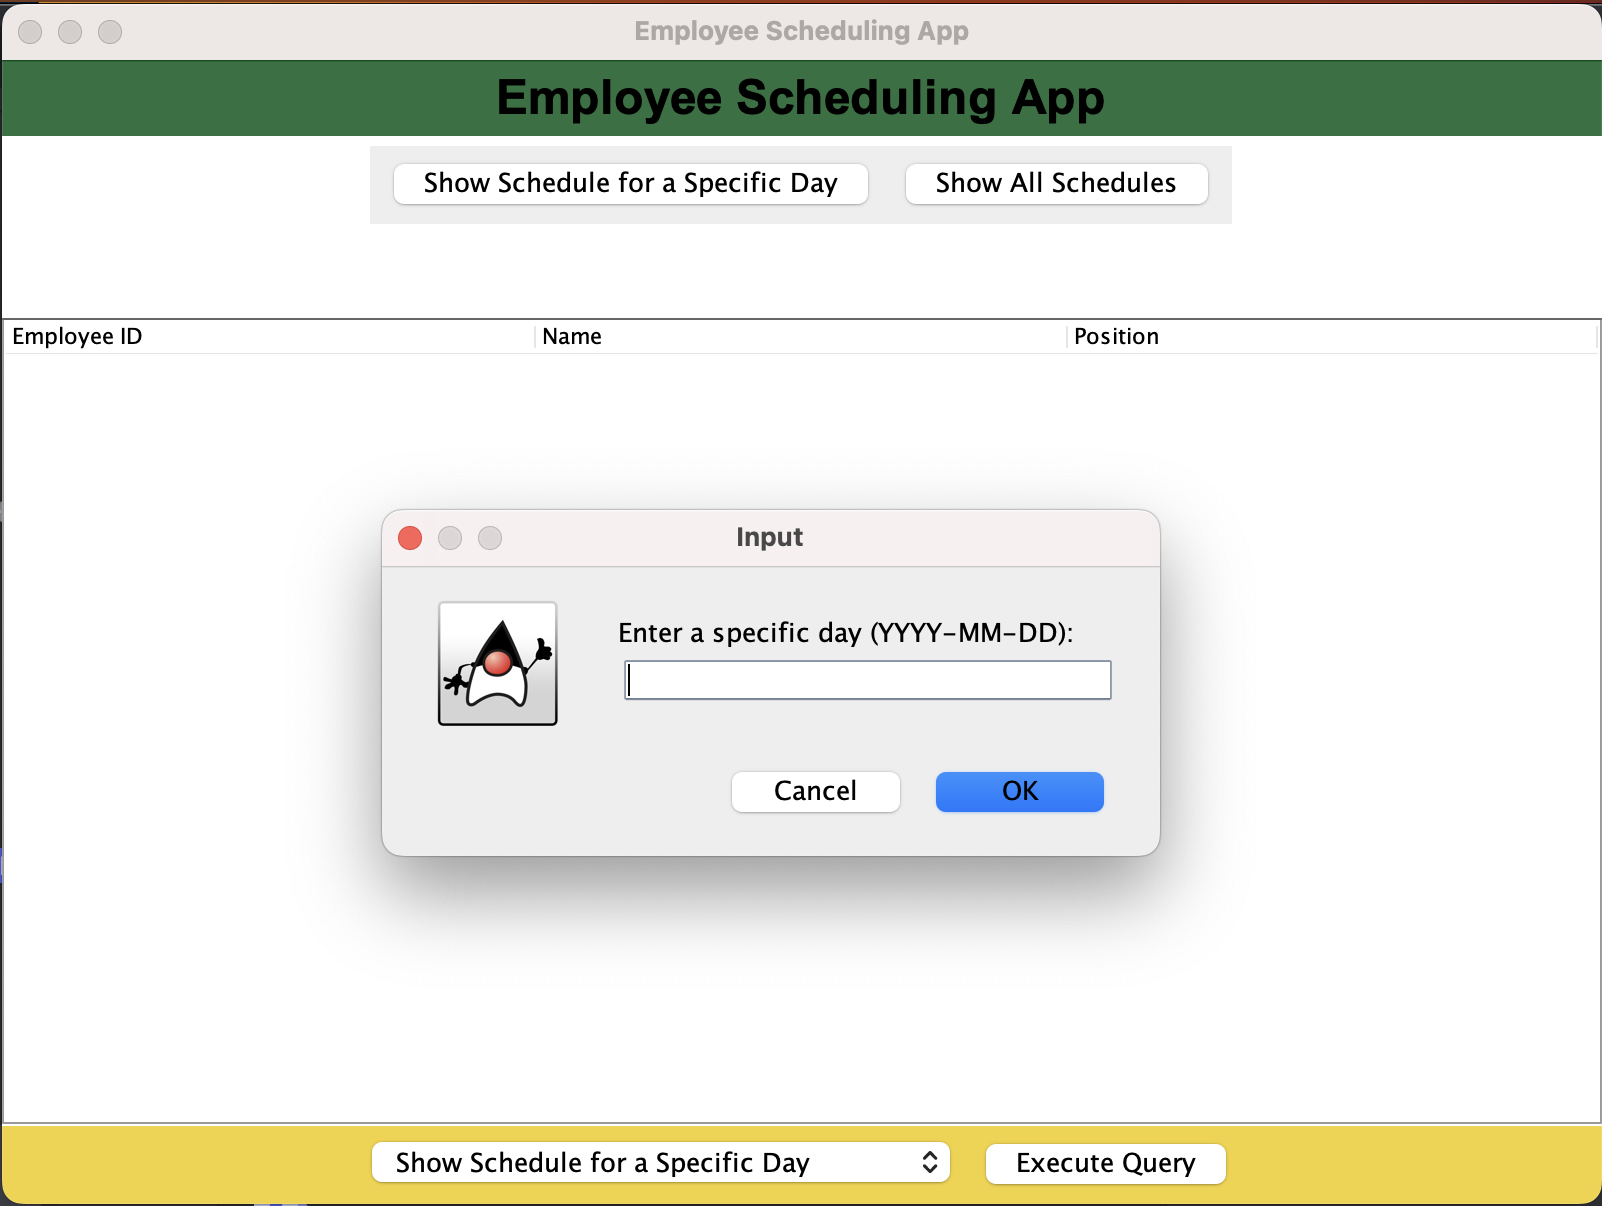 Employee Scheduling App
Employee Scheduling App
Show Schedule for a Specific Day Show All Schedules
Employee ID Name Position
Input
Enter a specific day (YYYY-MM-DD):
Cancel OK
Show Schedule for a Specific Day Execute Query